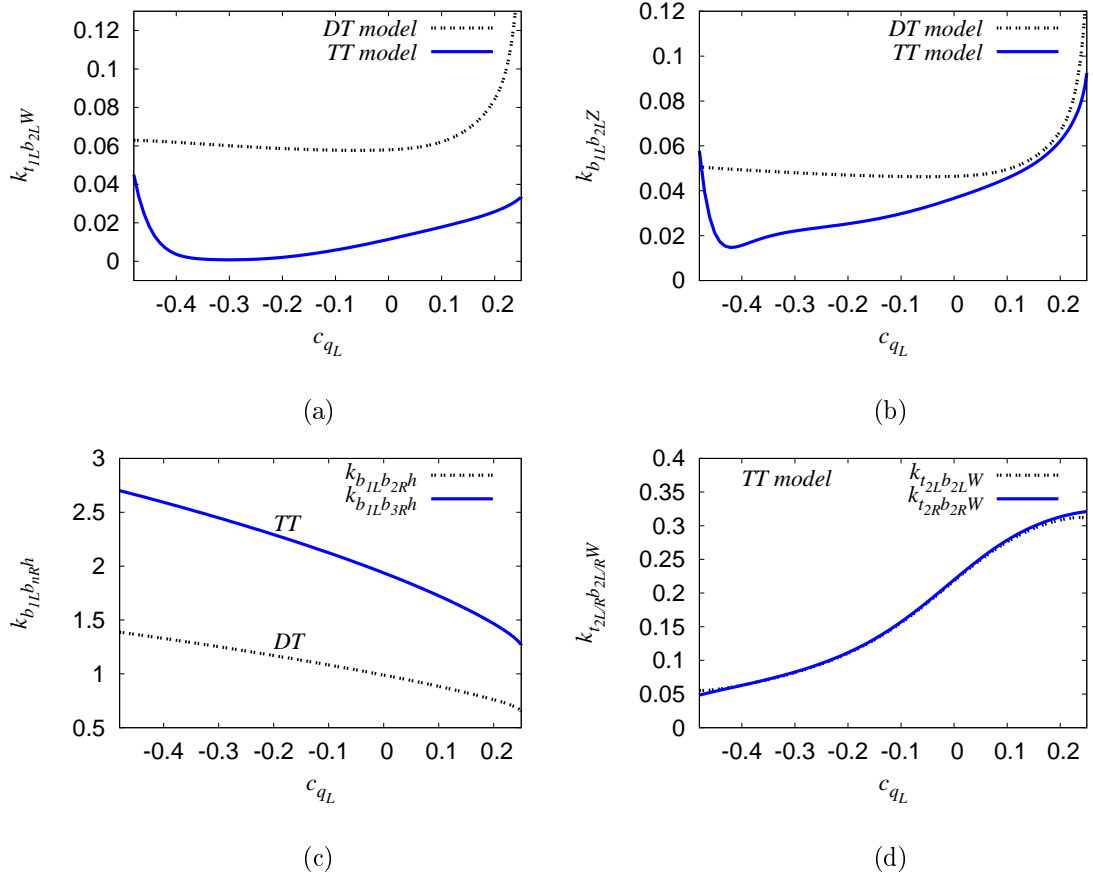 DT model
TT model
0.12
0.1
0.08
0.06
0.04
0.02
0
k_{t_{1L}b_{2L}W}
-0.4 -0.3 -0.2 -0.1 0 0.1 0.2
c_{q_L}
(a)
DT model
TT model
0.12
0.1
0.08
0.06
0.04
0.02
0
k_{b_{1L}b_{2L}Z}
-0.4 -0.3 -0.2 -0.1 0 0.1 0.2
c_{q_L}
(b)
k_{b_{1L}b_{2R}h}
k_{b_{1L}b_{3R}h}
3
2.5
2
1.5
1
0.5
k_{b_{1L}b_{nR}h}
TT
DT
-0.4 -0.3 -0.2 -0.1 0 0.1 0.2
c_{q_L}
(c)
TT model
k_{t_{2L}b_{2L}W}
k_{t_{2R}b_{2R}W}
0.4
0.35
0.3
0.25
0.2
0.15
0.1
0.05
0
k_{t_{2L/R}b_{2L/R}W}
-0.4 -0.3 -0.2 -0.1 0 0.1 0.2
c_{q_L}
(d)